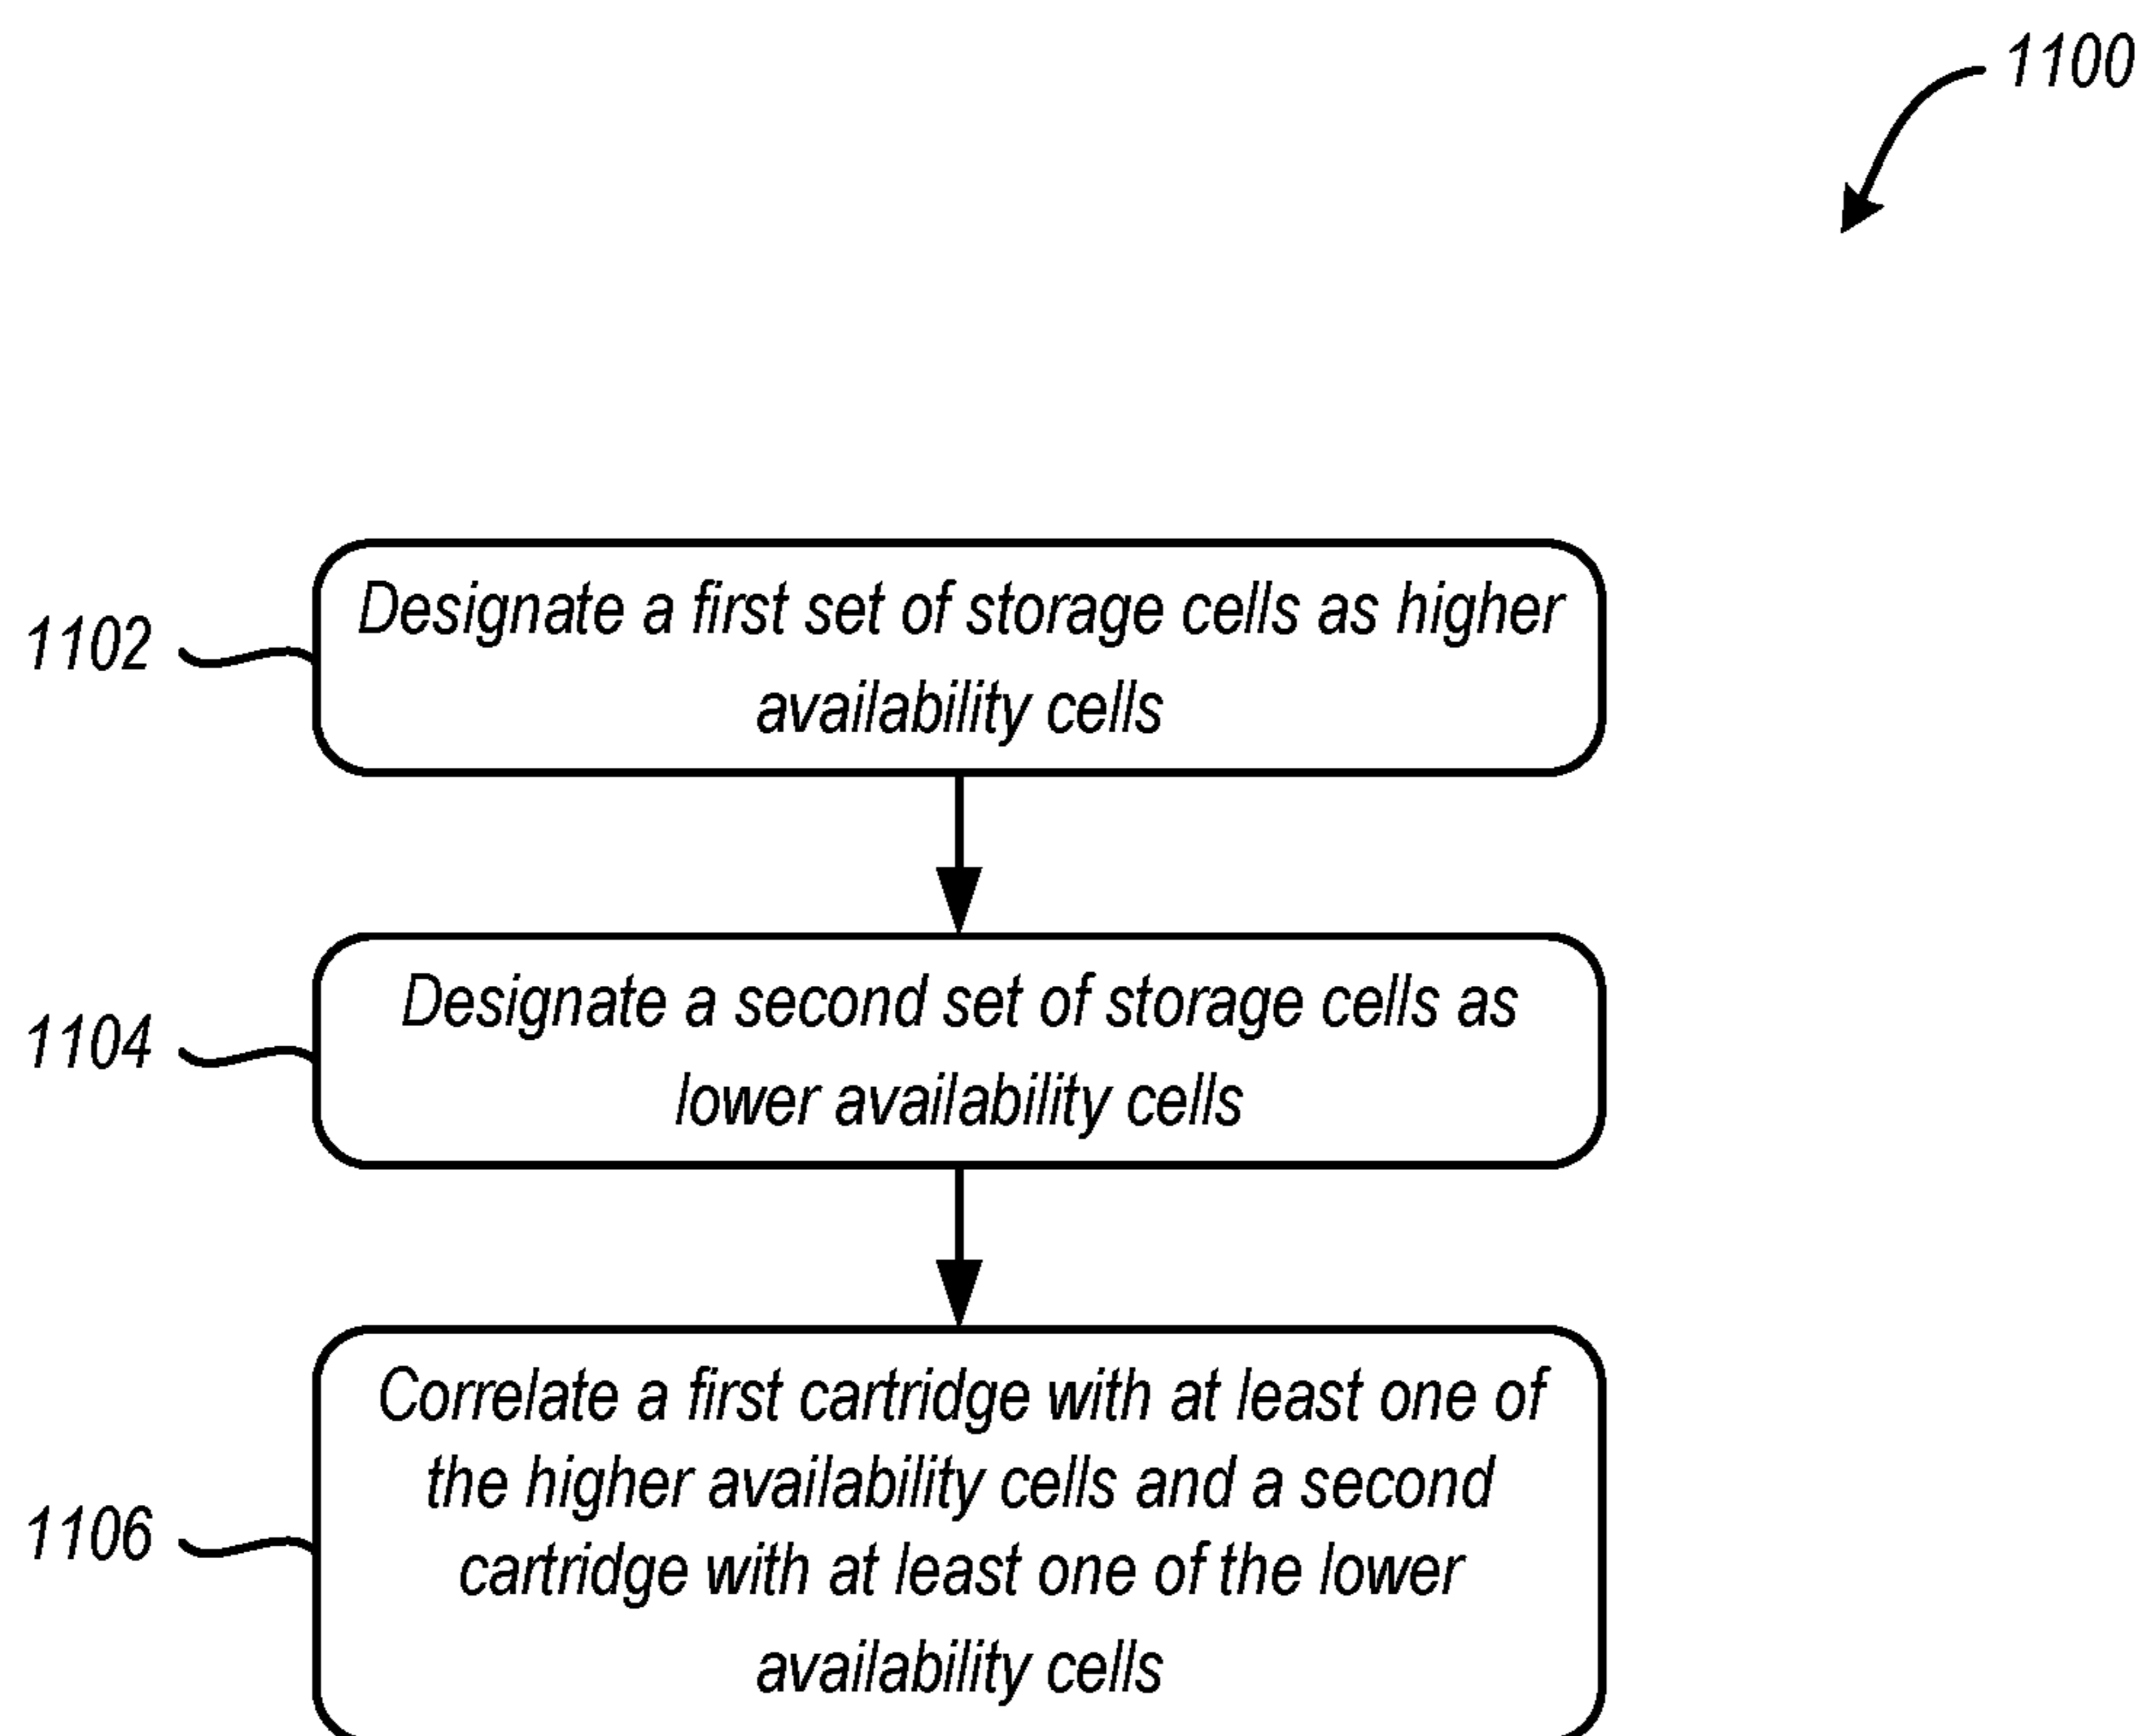 1100
1102
Designate a first set of storage cells as higher
availability cells
1104
Designate a second set of storage cells as
lower availability cells
1106
Correlate a first cartridge with at least one of
the higher availability cells and a second
cartridge with at least one of the lower
availability cells